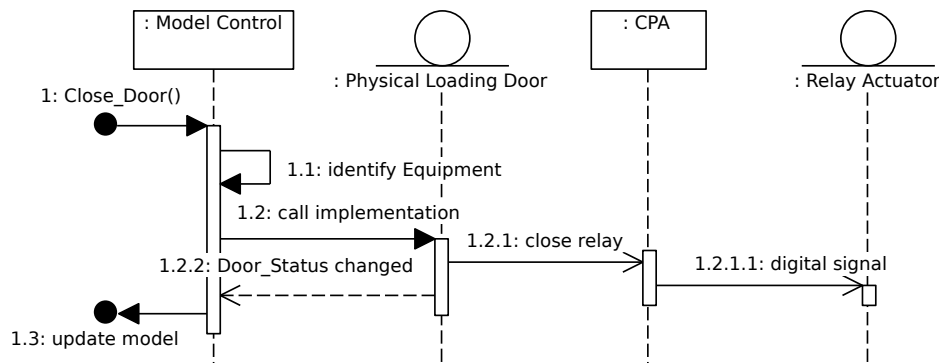 : Model Control
: CPA
: Physical Loading Door
: Relay Actuator
1: Close_Door()
1.1: identify Equipment
1.2: call implementation
1.2.1: close relay
1.2.2: Door_Status changed
1.2.1.1: digital signal
1.3: update model